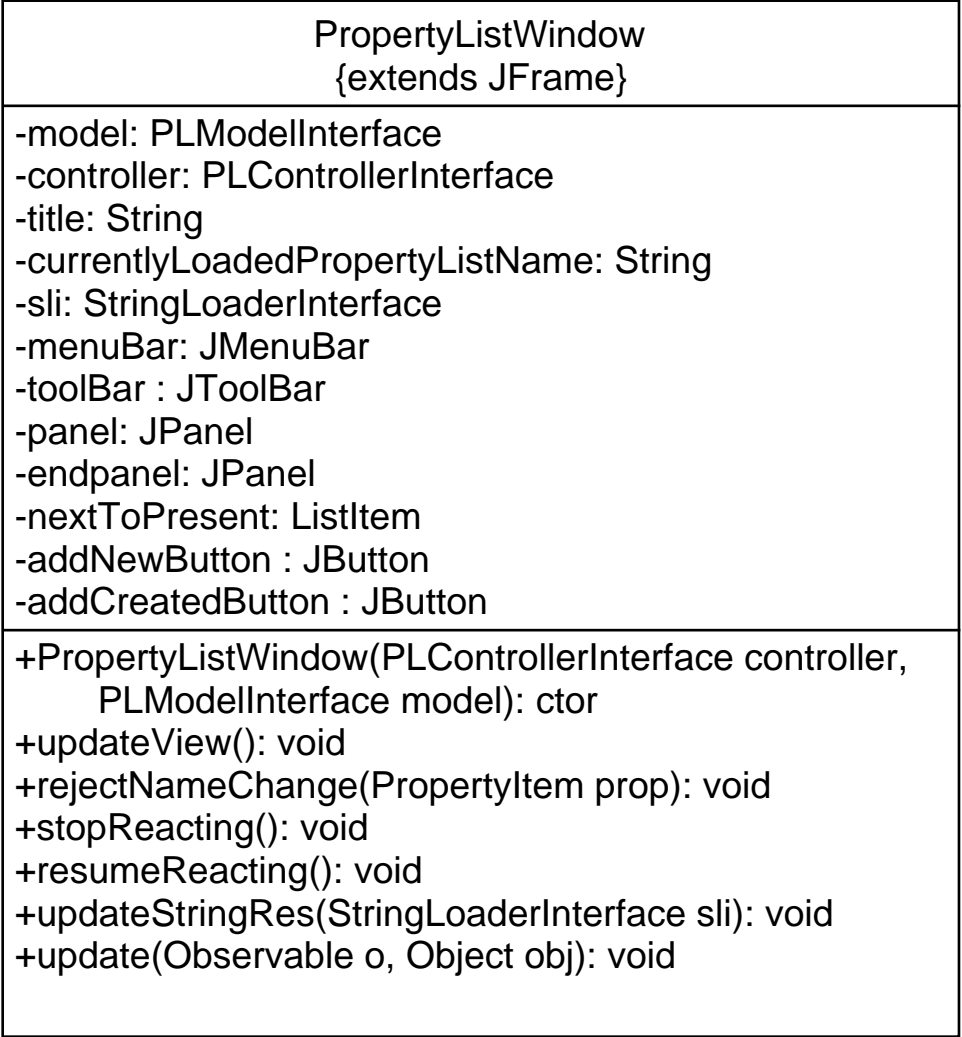 PropertyListWindow
{extends JFrame}
-model: PLModelInterface
-controller: PLControllerInterface
-title: String
-currentlyLoadedPropertyListName: String
-sli: StringLoaderInterface
-menuBar: JMenuBar
-toolBar : JToolBar
-panel: JPanel
-endpanel: JPanel
-nextToPresent: ListItem
-addNewButton : JButton
-addCreatedButton : JButton
+PropertyListWindow(PLControllerInterface controller,
PLModelInterface model): ctor
+updateView(): void
+rejectNameChange(PropertyItem prop): void
+stopReacting(): void
+resumeReacting(): void
+updateStringRes(StringLoaderInterface sli): void
+update(Observable o, Object obj): void